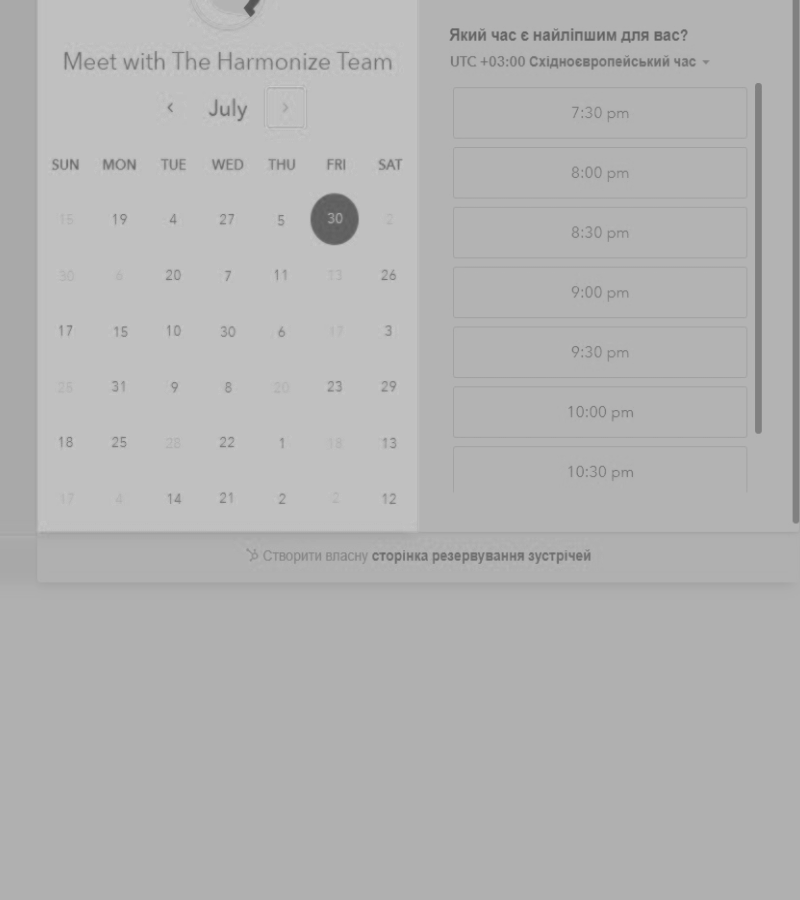 Meet with The Harmonize Team
July
SUN MON TUE WED THU FRI SAT
15 19 4 27 5 30 2
30 6 20 7 11 13 26
17 15 10 30 6 17 3
28 31 9 8 20 23 29
18 25 28 22 1 18 13
17 4 14 21 2 2 12
Який час є найліпшим для вас?
UTC +03:00 Східноєвропейський час
7:30 pm
8:00 pm
8:30 pm
9:00 pm
9:30 pm
10:00 pm
10:30 pm
Створити власну сторінка резервування зустрічей